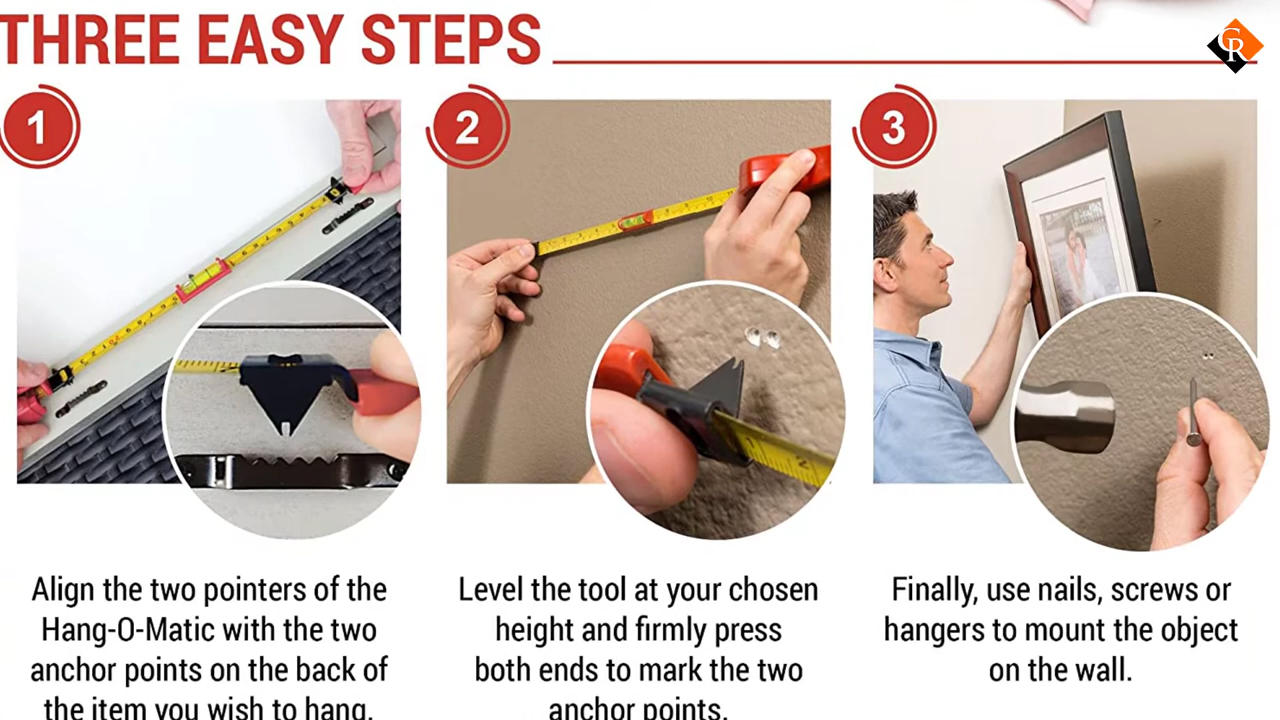 THREE EASY STEPS
GR
1
2
3
Align the two pointers of the
Hang-O-Matic with the two
anchor points on the back of
the item you wish to hang.
Level the tool at your chosen
height and firmly press
both ends to mark the two
anchor points.
Finally, use nails, screws or
hangers to mount the object
on the wall.